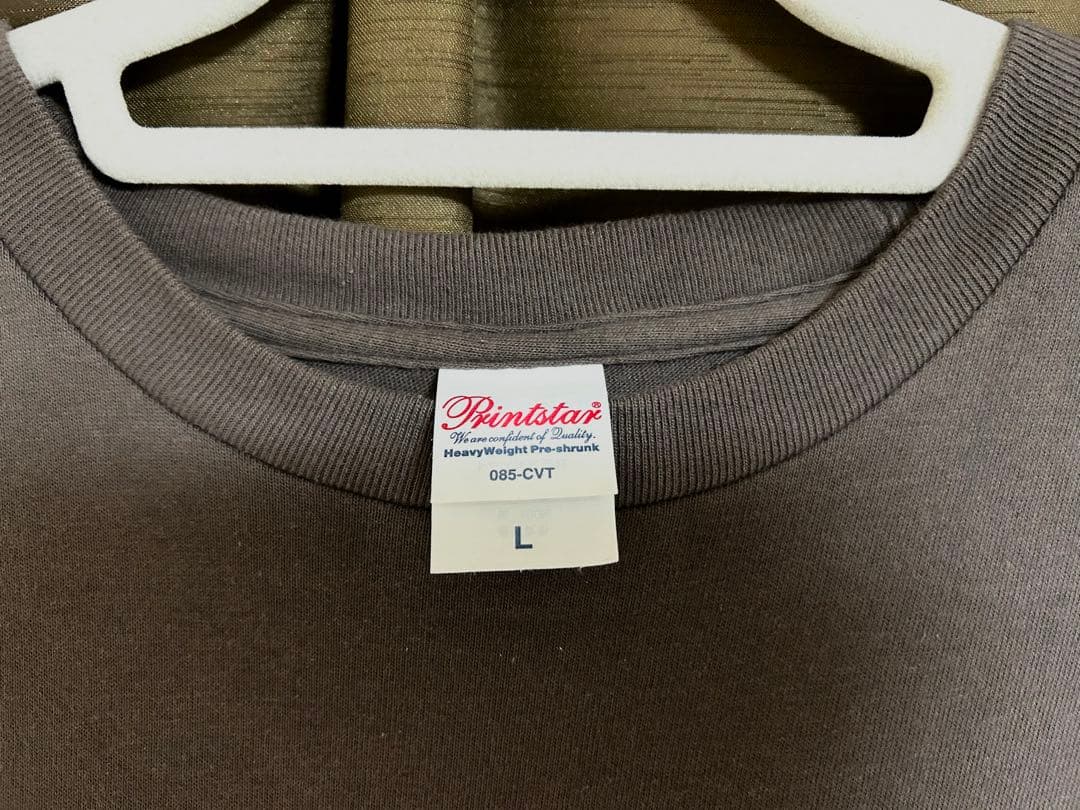 Printstar®
We are confident of Quality.
HeavyWeight Pre-shrunk
085-CVT
L